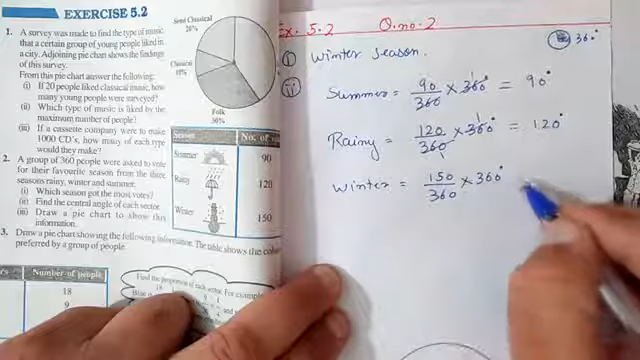 EXERCISE 5.2
1. A survey was made to find the type of music
that a certain group of young people liked in
a city. Adjoining pie chart shows the findings
of this survey.
From this pie chart answer the following:
(i) If 20 people liked classical music, how
many young people were surveyed?
(ii) Which type of music is liked by the
maximum number of people?
(iii) If a cassette company were to make
1000 CD's, how many of each type
would they make?
2. A group of 360 people were asked to vote
for their favourite season from the three
seasons rainy, winter and summer.
(i) Which season got the most votes?
(ii) Find the central angle of each sector.
(iii) Draw a pie chart to show this
information.
3. Draw a pie chart showing the following information. The table shows the colours
preferred by a group of people.
Number of people
18
9
Semi Classical
20%
Classical
10%
Folk
30%
Season
No. of
Summer
90
Rainy
120
Winter
150
Find the proportion of each sector. For example,
Ex. 5.2 Q.no.2
360°
(i) Winter season.
(ii)
Summer = 90/360 × 360° = 90°
Rainy = 120/360 × 360° = 120°
Winter = 150/360 × 360°